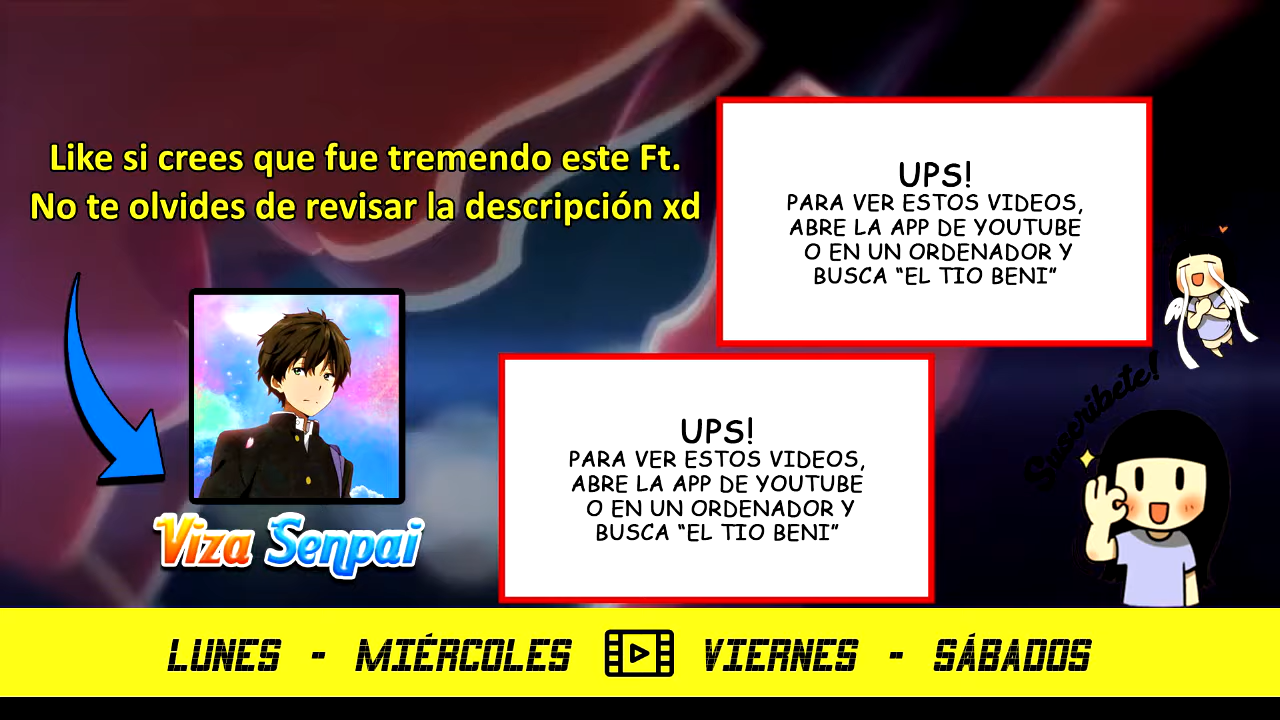 Like si crees que fue tremendo este Ft.
No te olvides de revisar la descripción xd
UPS!
PARA VER ESTOS VIDEOS,
ABRE LA APP DE YOUTUBE
O EN UN ORDENADOR Y
BUSCA “EL TIO BENI”
Viza Senpai
UPS!
PARA VER ESTOS VIDEOS,
ABRE LA APP DE YOUTUBE
O EN UN ORDENADOR Y
BUSCA “EL TIO BENI”
Suscribete!
LUNES - MIÉRCOLES VIERNES - SÁBADOS